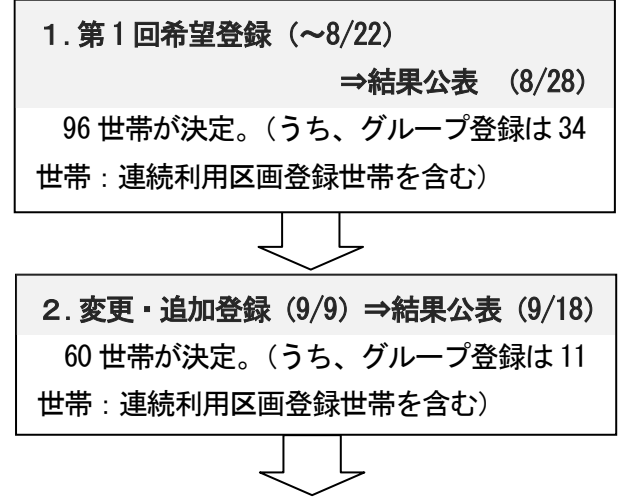 １. 第１回希望登録（～8/22）
⇒結果公表　（8/28）
96 世帯が決定。（うち、グループ登録は 34
世帯：連続利用区画登録世帯を含む）
２. 変更・追加登録（9/9）⇒結果公表（9/18）
60 世帯が決定。（うち、グループ登録は 11
世帯：連続利用区画登録世帯を含む）